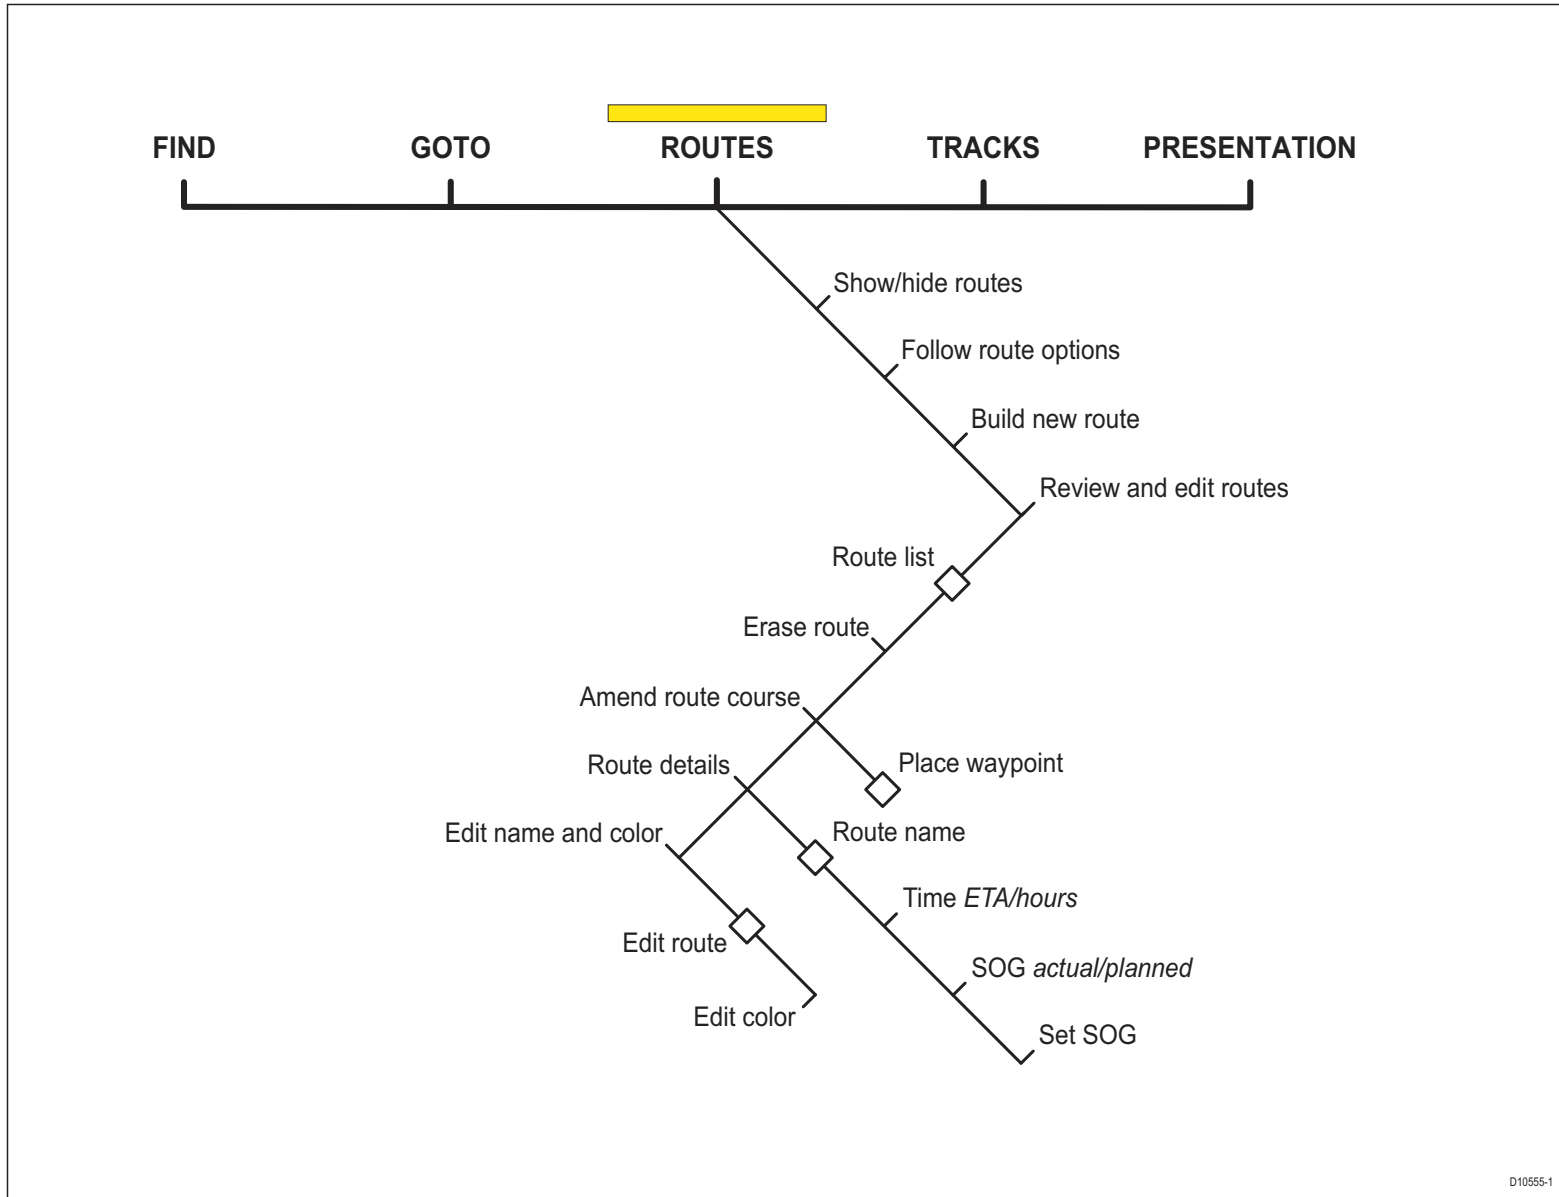 FIND
GOTO
ROUTES
TRACKS
PRESENTATION
Show/hide routes
Follow route options
Build new route
Review and edit routes
Route list
Erase route
Amend route course
Place waypoint
Route details
Route name
Edit name and color
Time ETA/hours
Edit route
SOG actual/planned
Edit color
Set SOG
D10555-1